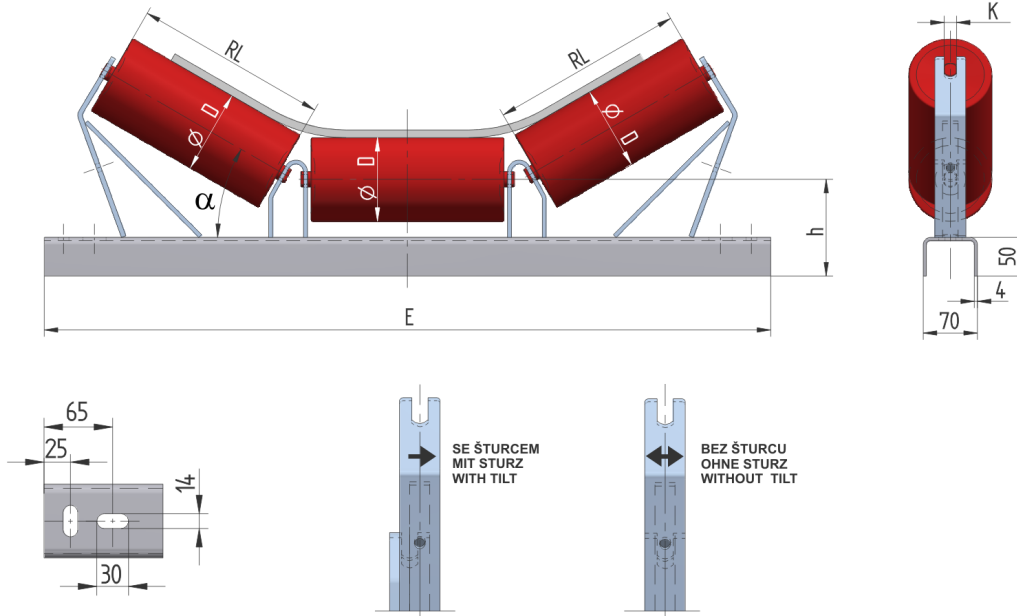 RL
RL
K
Ø D
Ø D
Ø D
α
h
50
4
E
70
65
25
14
30
SE ŠTURCEM
MIT STURZ
WITH TILT
BEZ ŠTURCU
OHNE STURZ
WITHOUT TILT